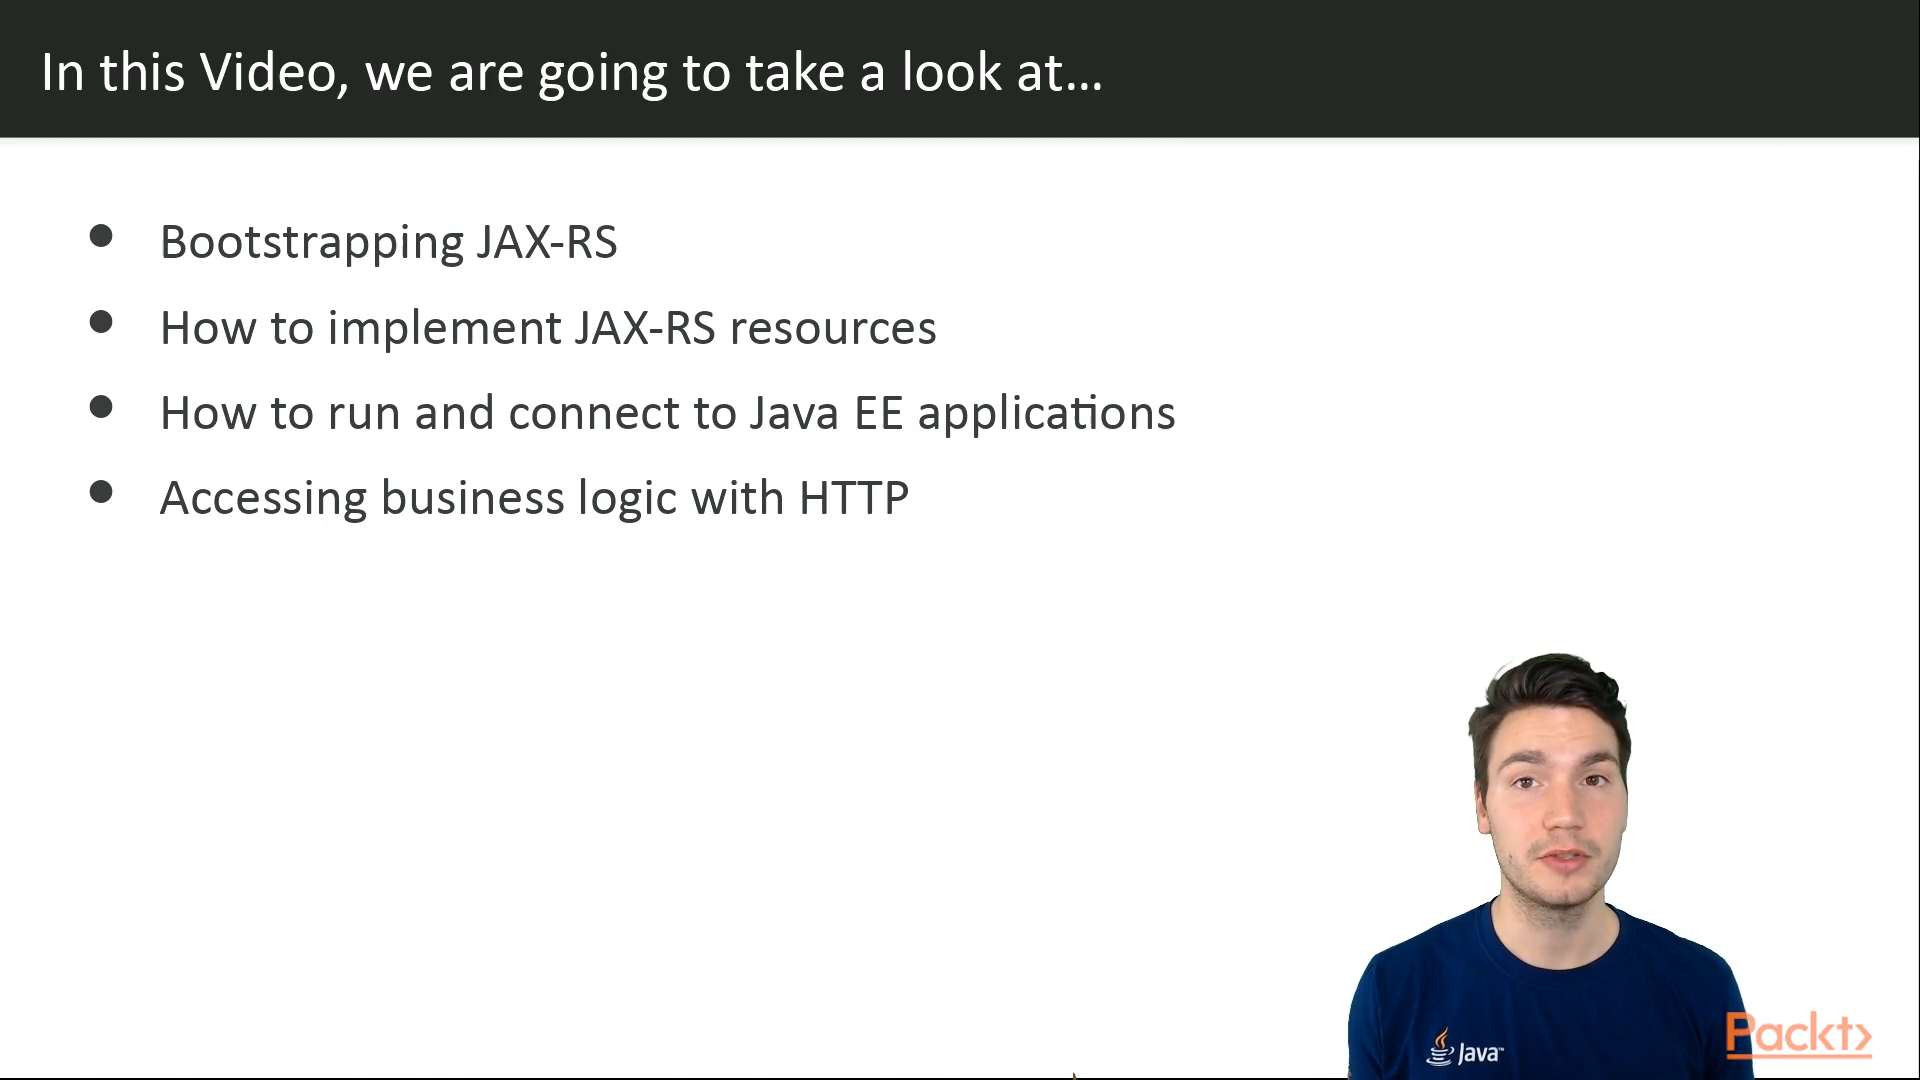 In this Video, we are going to take a look at...
Bootstrapping JAX-RS
How to implement JAX-RS resources
How to run and connect to Java EE applications
Accessing business logic with HTTP
Java™
Packt>